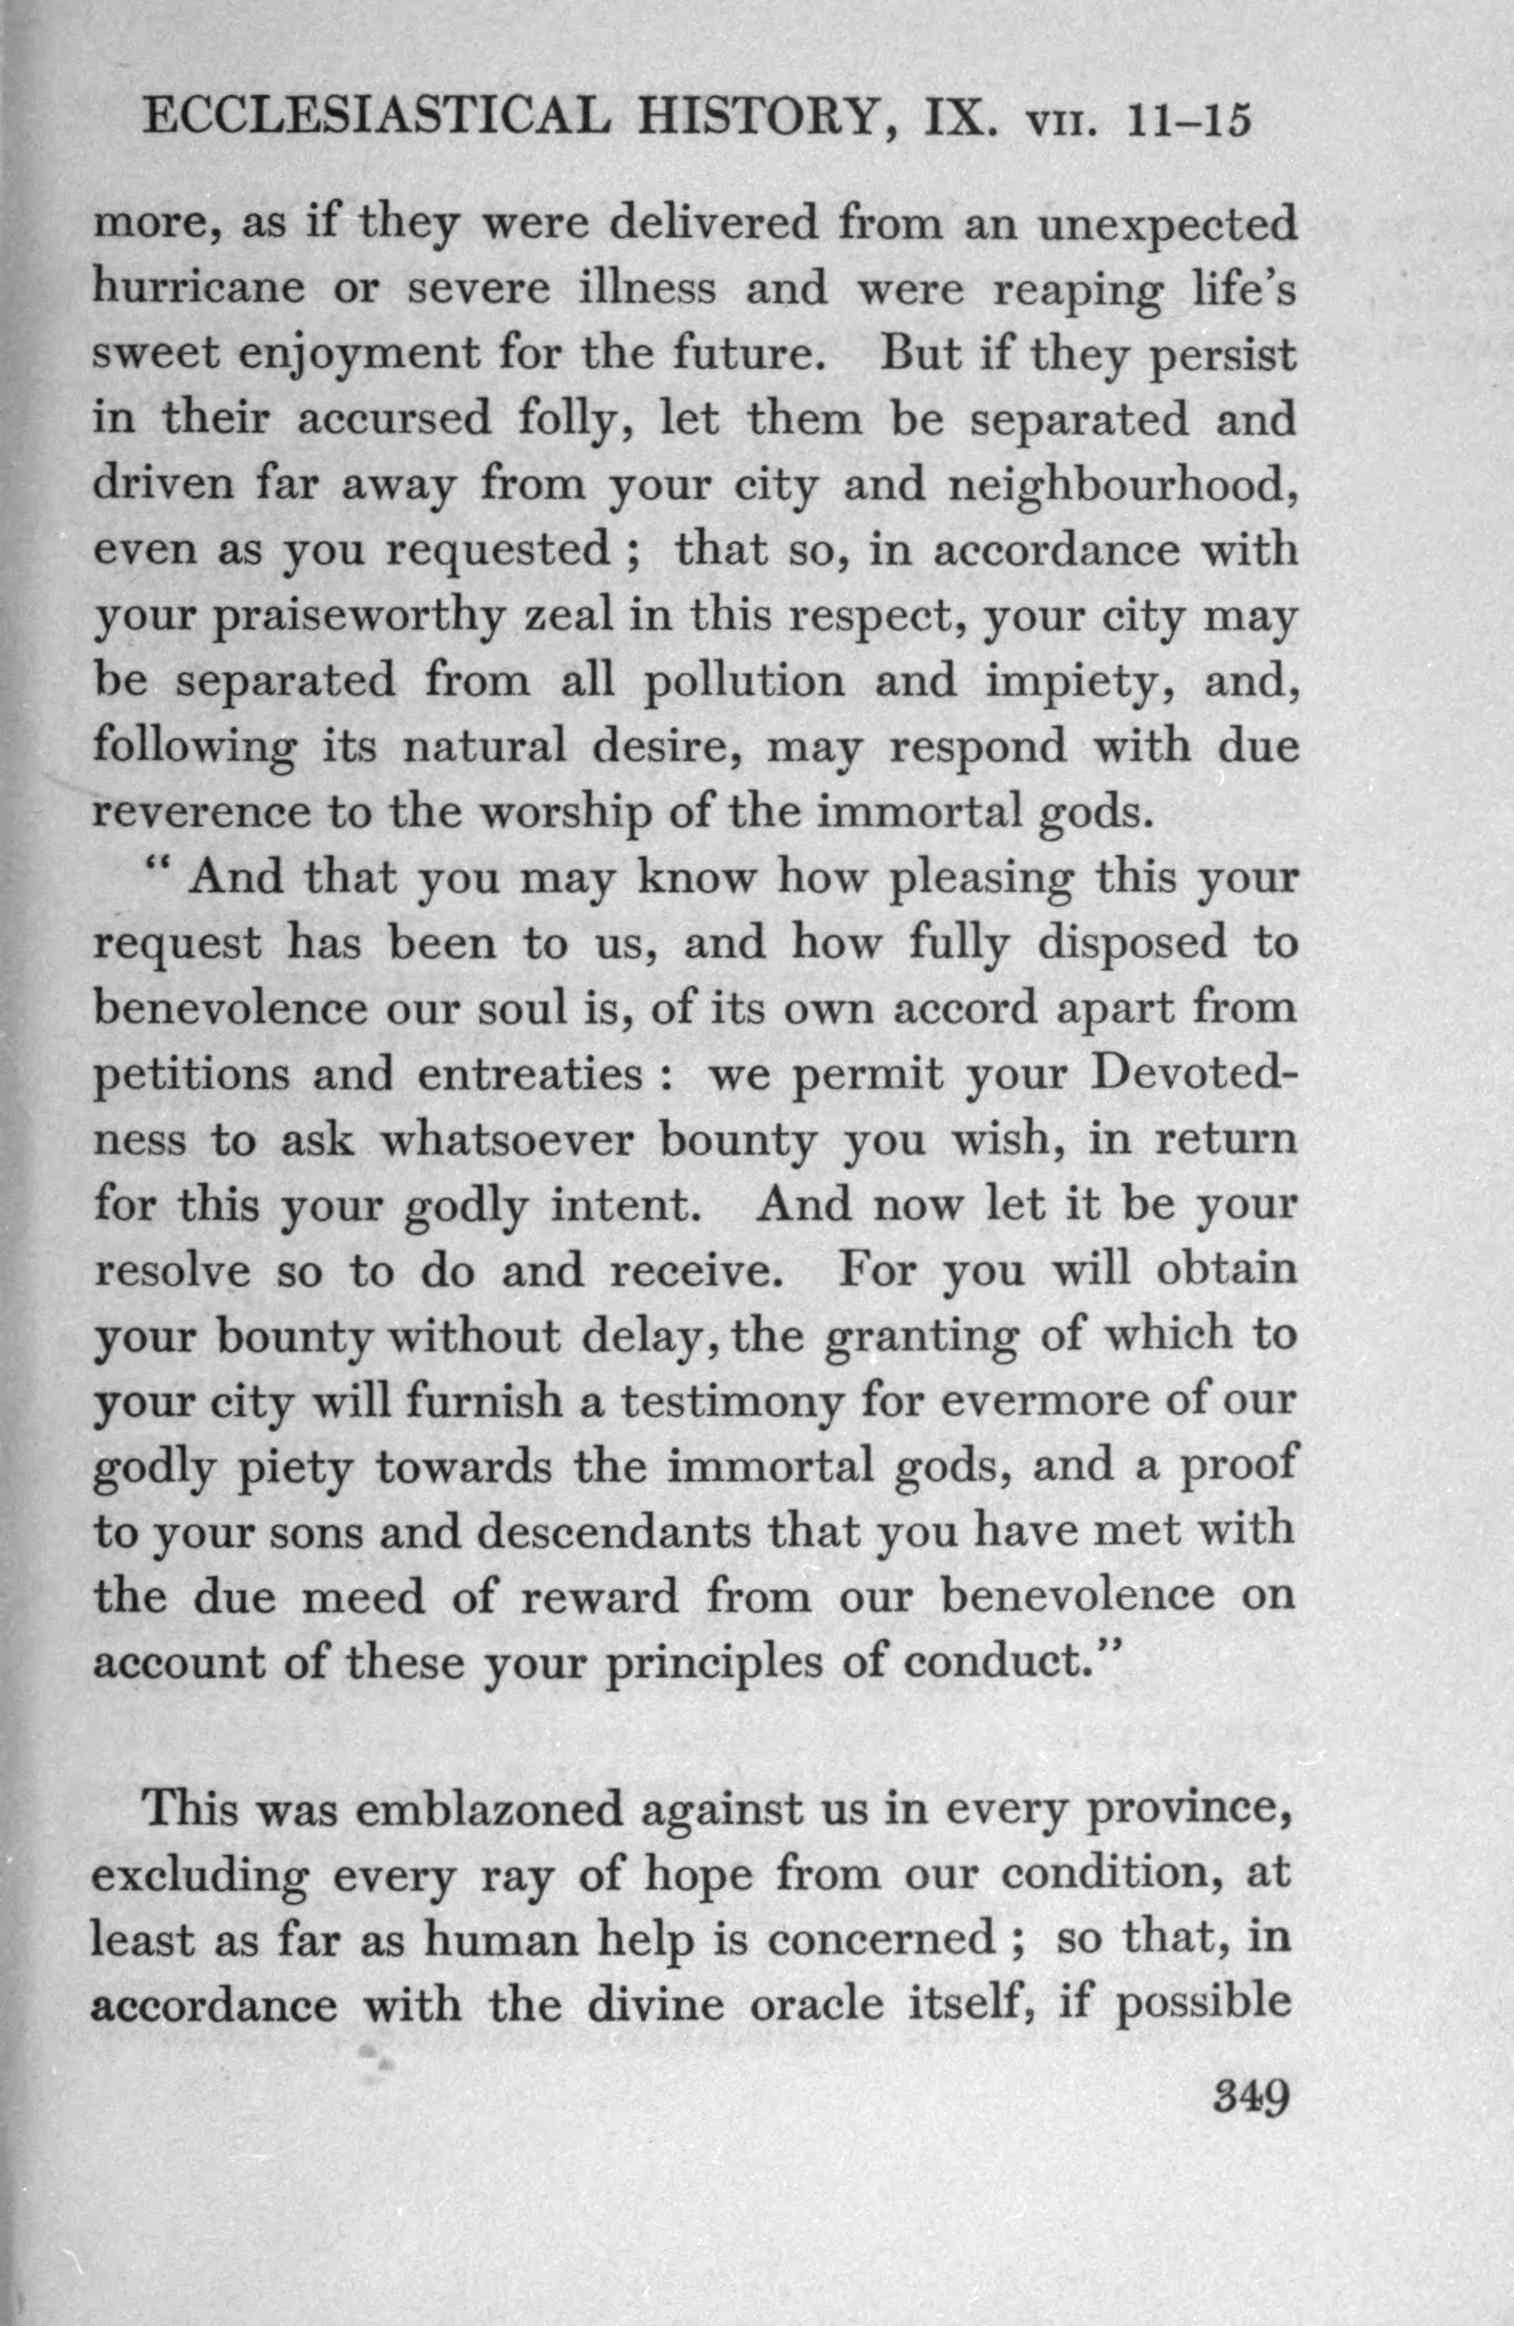 ECCLESIASTICAL HISTORY, IX. VII. 11–15
more, as if they were delivered from an unexpected
hurricane or severe illness and were reaping life's
sweet enjoyment for the future. But if they persist
in their accursed folly, let them be separated and
driven far away from your city and neighbourhood,
even as you requested ; that so, in accordance with
your praiseworthy zeal in this respect, your city may
be separated from all pollution and impiety, and,
following its natural desire, may respond with due
reverence to the worship of the immortal gods.
“ And that you may know how pleasing this your
request has been to us, and how fully disposed to
benevolence our soul is, of its own accord apart from
petitions and entreaties : we permit your Devoted-
ness to ask whatsoever bounty you wish, in return
for this your godly intent. And now let it be your
resolve so to do and receive. For you will obtain
your bounty without delay, the granting of which to
your city will furnish a testimony for evermore of our
godly piety towards the immortal gods, and a proof
to your sons and descendants that you have met with
the due meed of reward from our benevolence on
account of these your principles of conduct.”
This was emblazoned against us in every province,
excluding every ray of hope from our condition, at
least as far as human help is concerned ; so that, in
accordance with the divine oracle itself, if possible
349